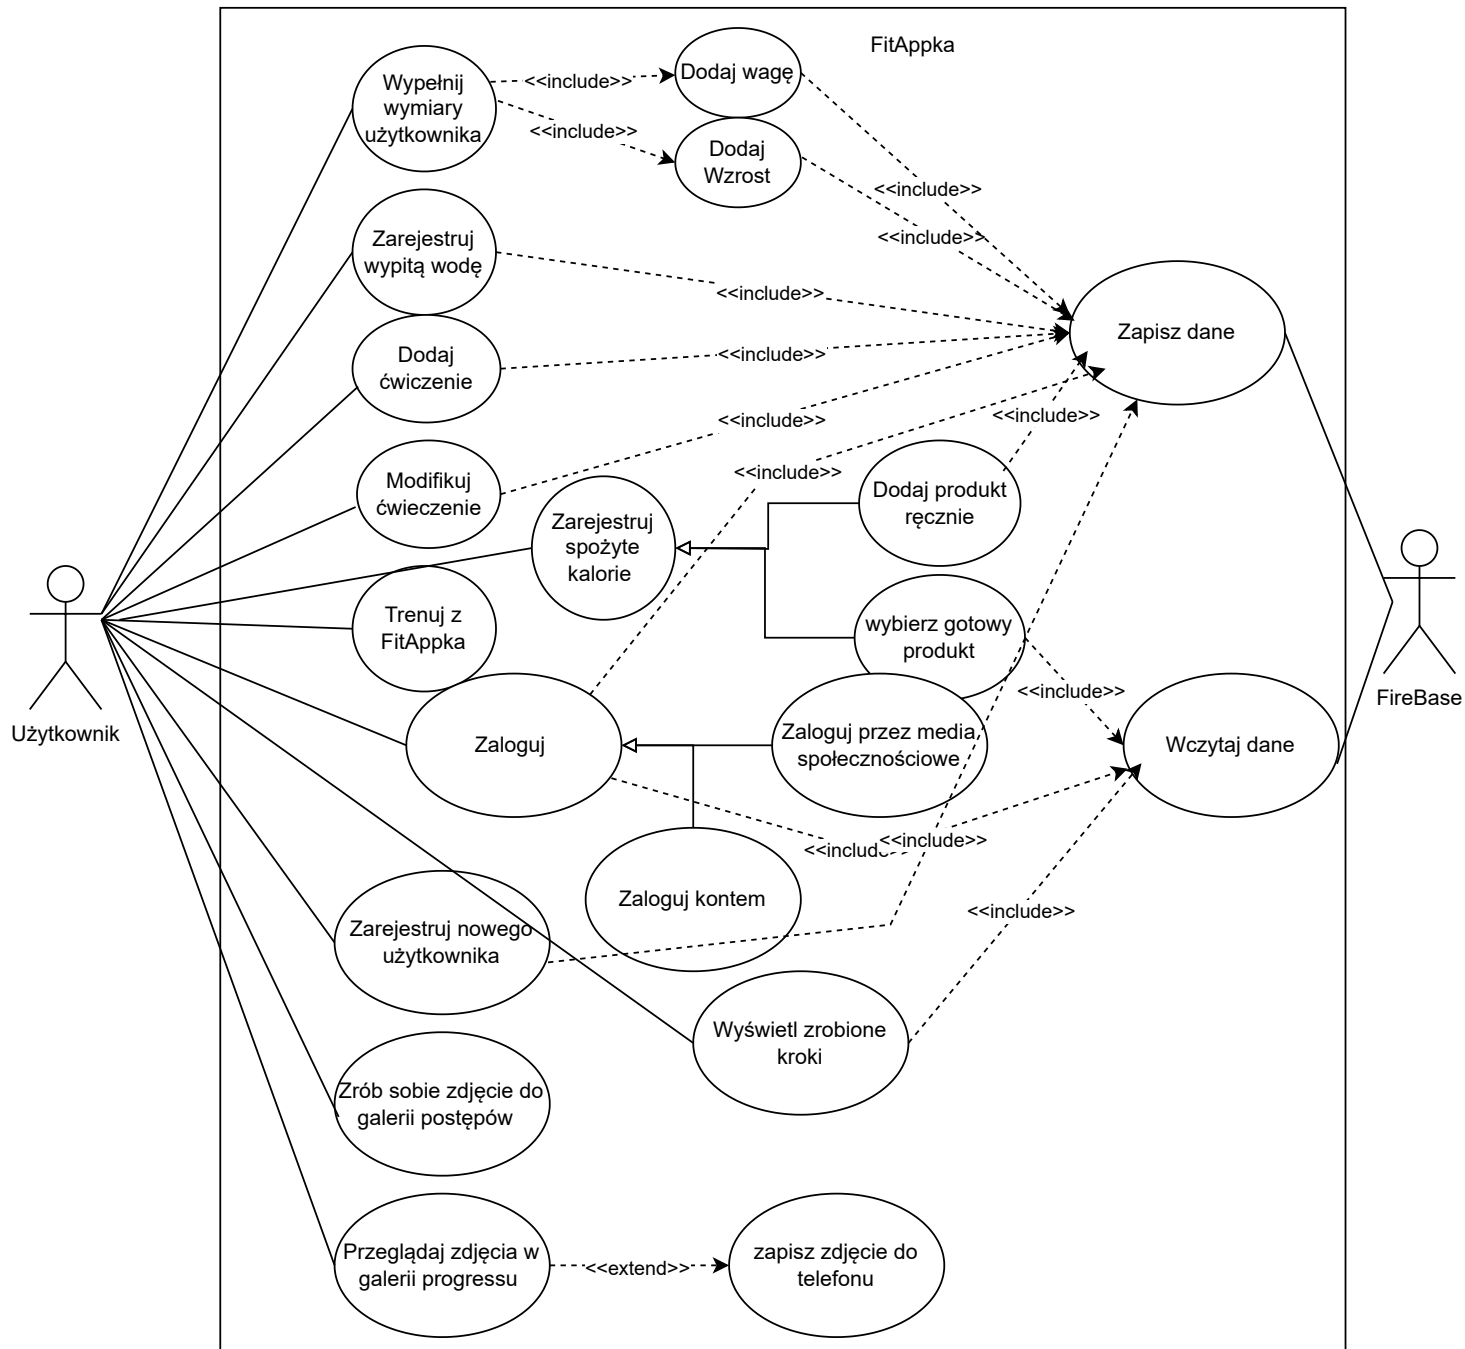 FitAppka
Wypełnij
wymiary
użytkownika
<<include>>
Dodaj wagę
<<include>>
Dodaj
Wzrost
<<include>>
<<include>>
Zarejestruj
wypitą wodę
<<include>>
Zapisz dane
Dodaj
ćwiczenie
<<include>>
<<include>>
<<include>>
Modifikuj
ćwieczenie
<<include>>
Dodaj produkt
ręcznie
Zarejestruj
spożyte
kalorie
Trenuj z
FitAppka
wybierz gotowy
produkt
<<include>>
Użytkownik
FireBase
Zaloguj
Zaloguj przez media
społecznościowe
Wczytaj dane
<<include
<<include>>
Zaloguj kontem
<<include>>
Zarejestruj nowego
użytkownika
Wyświetl zrobione
kroki
Zrób sobie zdjęcie do
galerii postępów
Przeglądaj zdjęcia w
galerii progressu
<<extend>>
zapisz zdjęcie do
telefonu